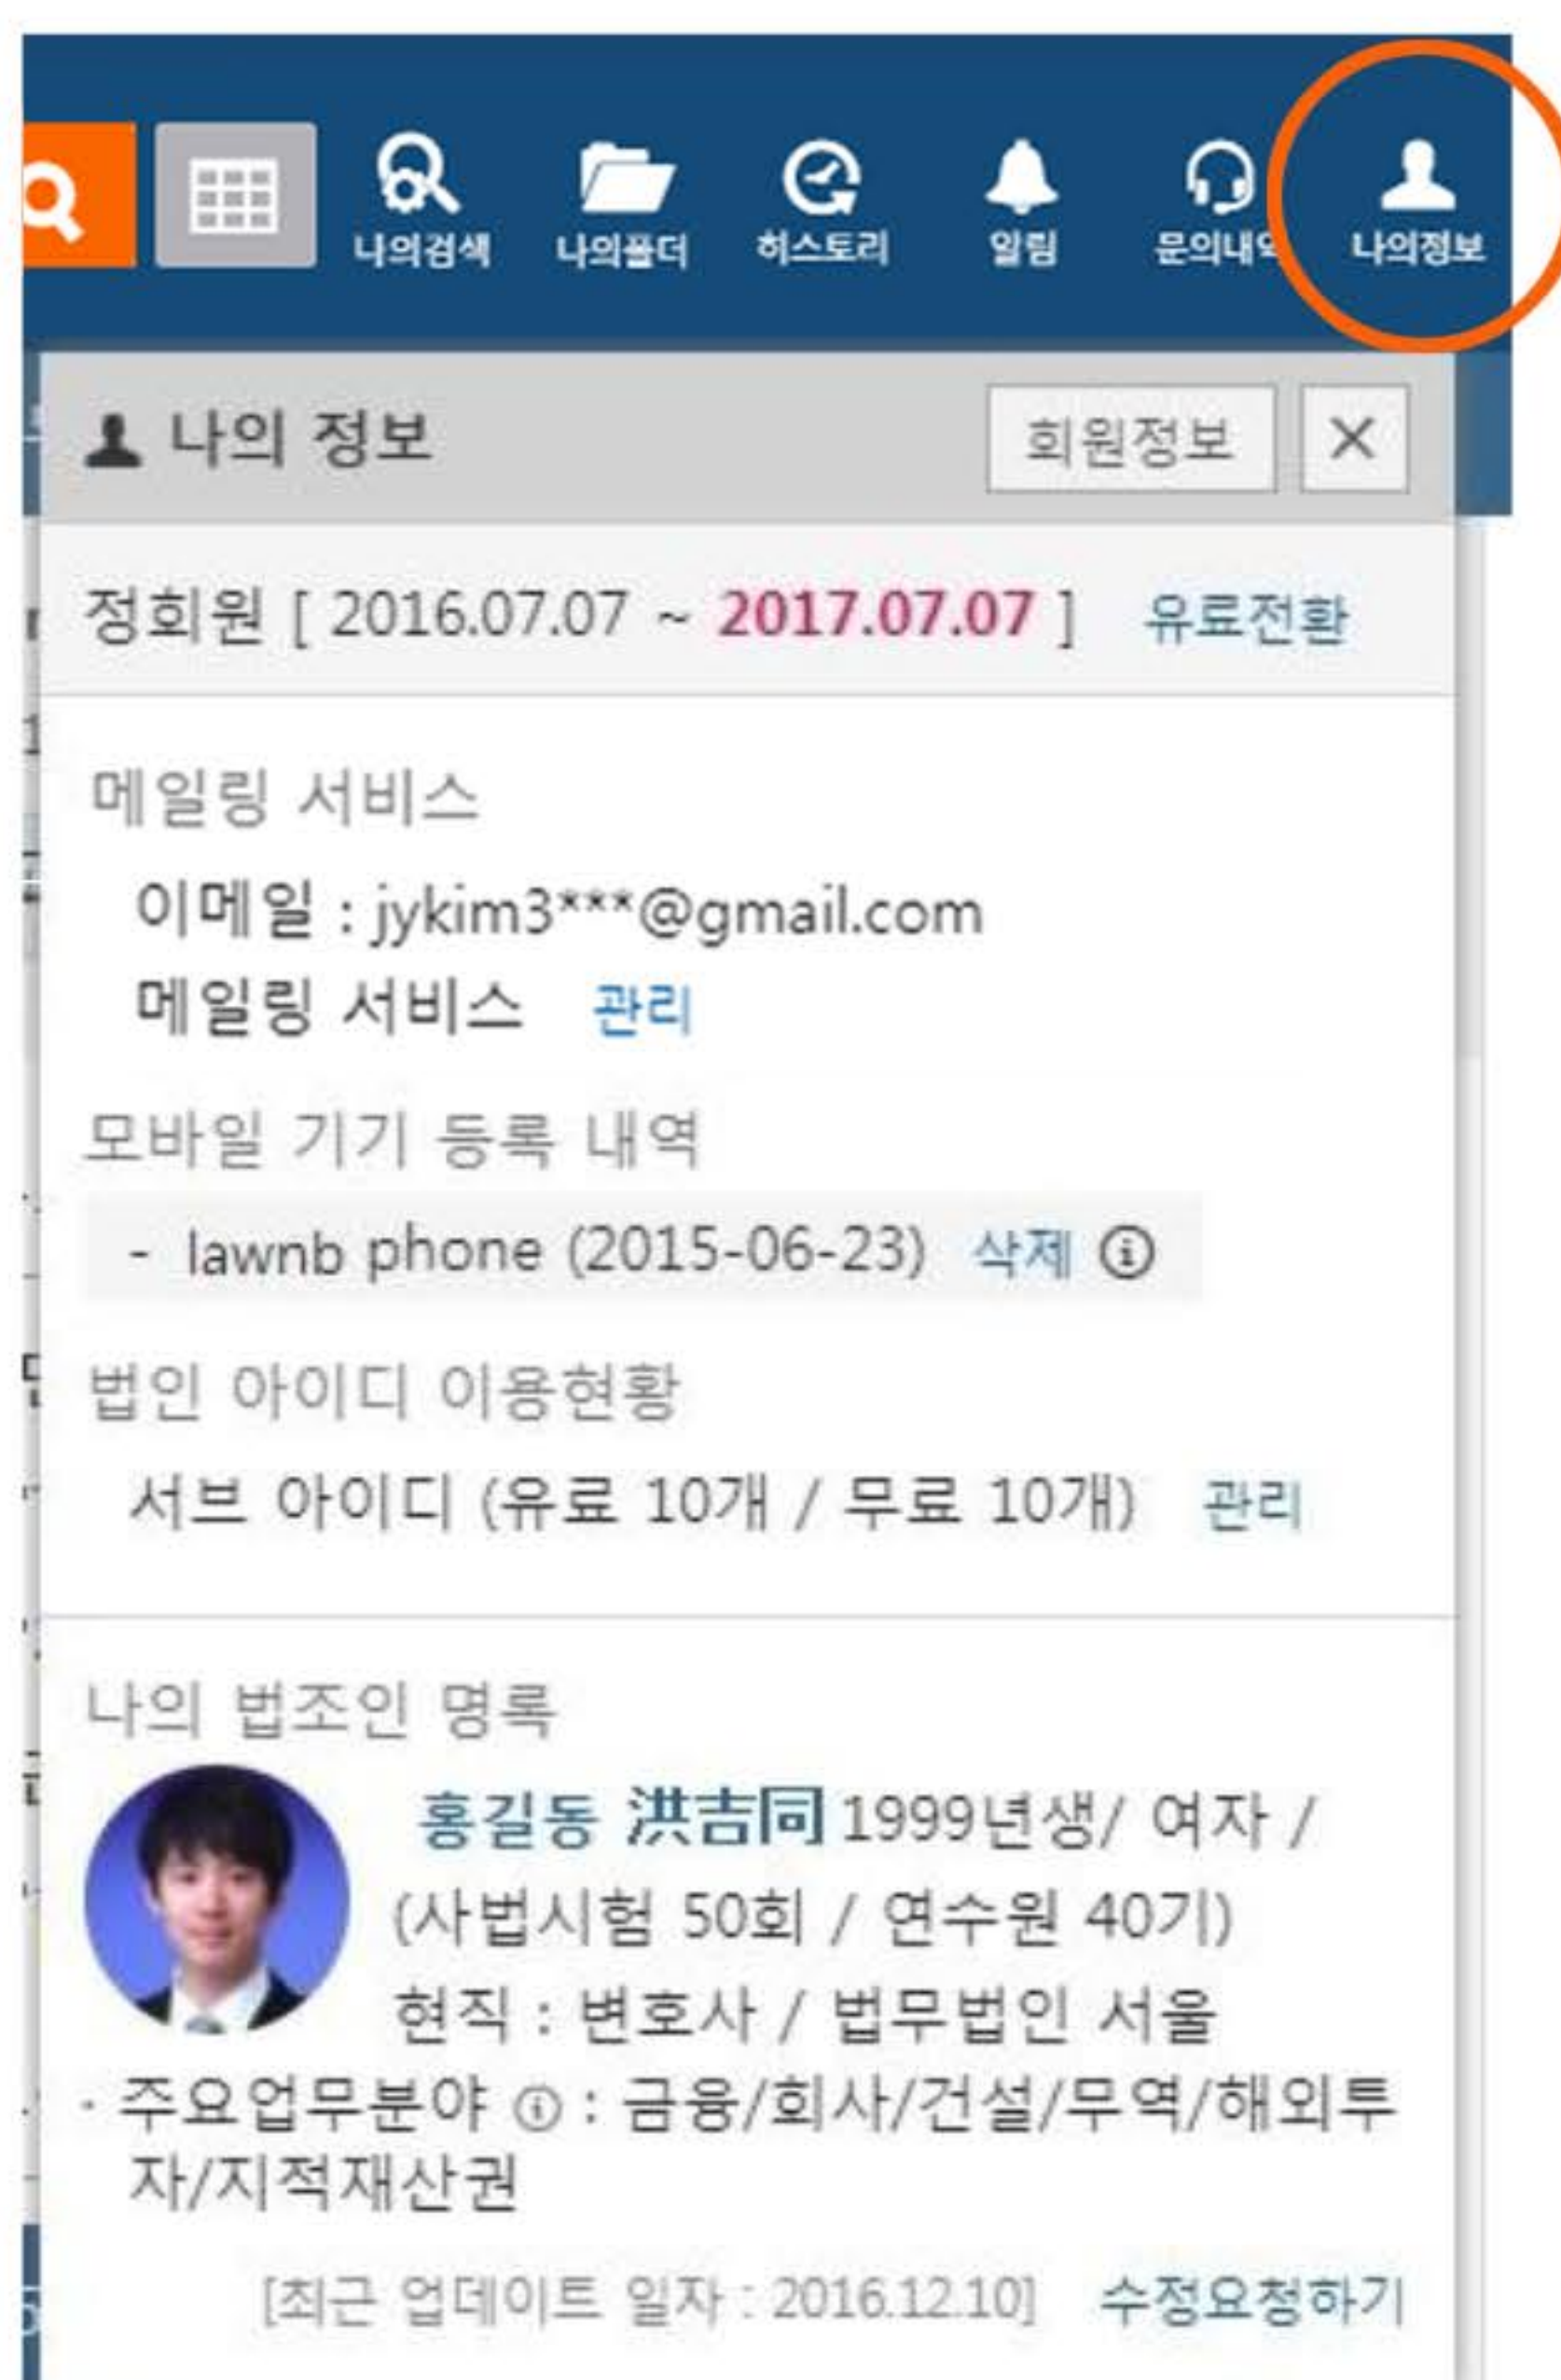 나의검색 나의폴더 히스토리 알림 문의내역 나의정보
나의 정보 회원정보
정회원 [ 2016.07.07 ~ 2017.07.07 ] 유료전환
메일링 서비스
이메일 : jykim3***@gmail.com
메일링 서비스 관리
모바일 기기 등록 내역
- lawnb phone (2015-06-23) 삭제 ⓘ
법인 아이디 이용현황
서브 아이디 (유료 10개 / 무료 10개) 관리
나의 법조인 명록
홍길동 洪吉同 1999년생/ 여자 /
(사법시험 50회 / 연수원 40기)
현직 : 변호사 / 법무법인 서울
· 주요업무분야 ⓘ : 금융/회사/건설/무역/해외투
자/지적재산권
[최근 업데이트 일자 : 2016.12.10] 수정요청하기